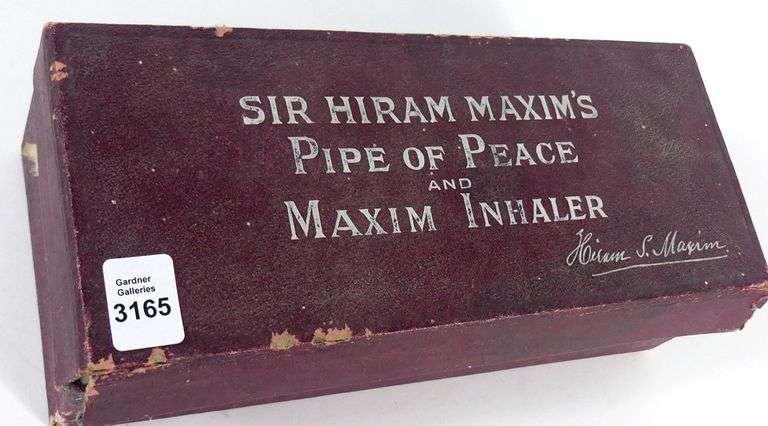 SIR HIRAM MAXIM'S
PIPE OF PEACE
AND
MAXIM INHALER
Hiram S. Maxim
Gardner
Galleries
3165